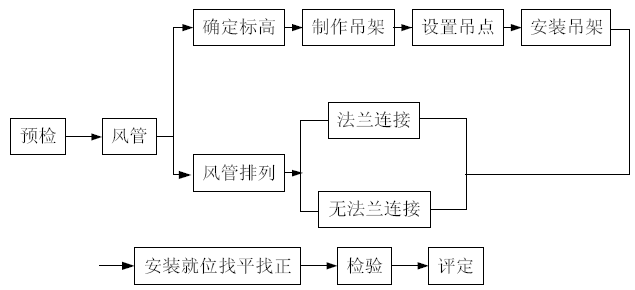 确定标高
制作吊架
设置吊点
安装吊架
预检
风管
法兰连接
风管排列
无法兰连接
安装就位找平找正
检验
评定